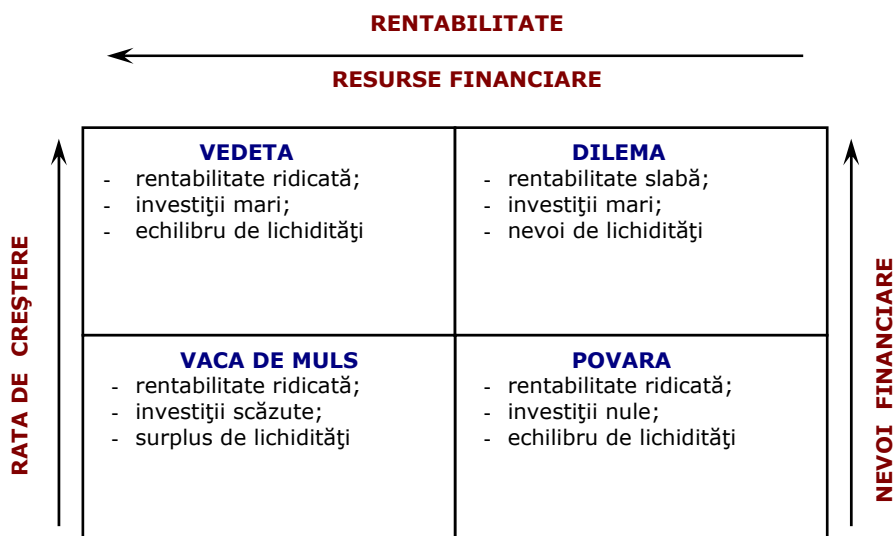 RENTABILITATE
RESURSE FINANCIARE
RATA DE CREŞTERE
VEDETA
- rentabilitate ridicată;
- investiţii mari;
- echilibru de lichidităţi
DILEMA
- rentabilitate slabă;
- investiţii mari;
- nevoi de lichidităţi
VACA DE MULS
- rentabilitate ridicată;
- investiţii scăzute;
- surplus de lichidităţi
POVARA
- rentabilitate ridicată;
- investiţii nule;
- echilibru de lichidităţi
NEVOI FINANCIARE